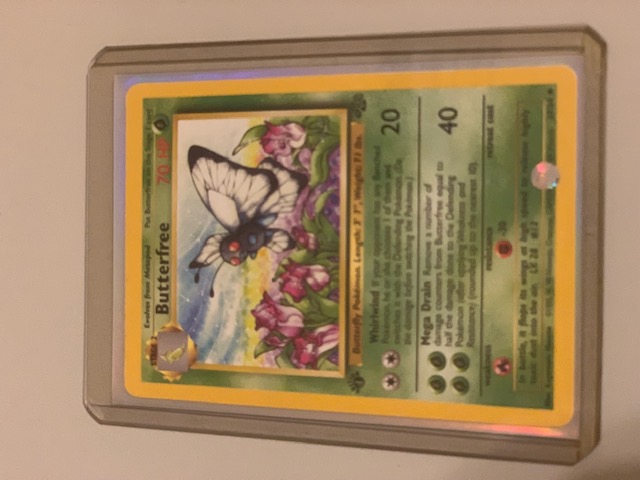 Evolves from Metapod Put Butterfree on the Stage 1 card
STAGE 2
Butterfree 70 HP
Butterfly Pokémon. Length: 3' 7", Weight: 71 lbs.
Whirlwind If your opponent has any Benched
Pokémon, he or she chooses 1 of them and
switches it with the Defending Pokémon. (Do
the damage before switching the Pokémon.)
20
Mega Drain Remove a number of
damage counters from Butterfree equal to
half the damage done to the Defending
Pokémon (after applying Weakness and
Resistance) (rounded up to the nearest 10).
40
weakness resistance retreat cost
-30
In battle, it flaps its wings at high speed to release highly
toxic dust into the air. LV. 28 #12